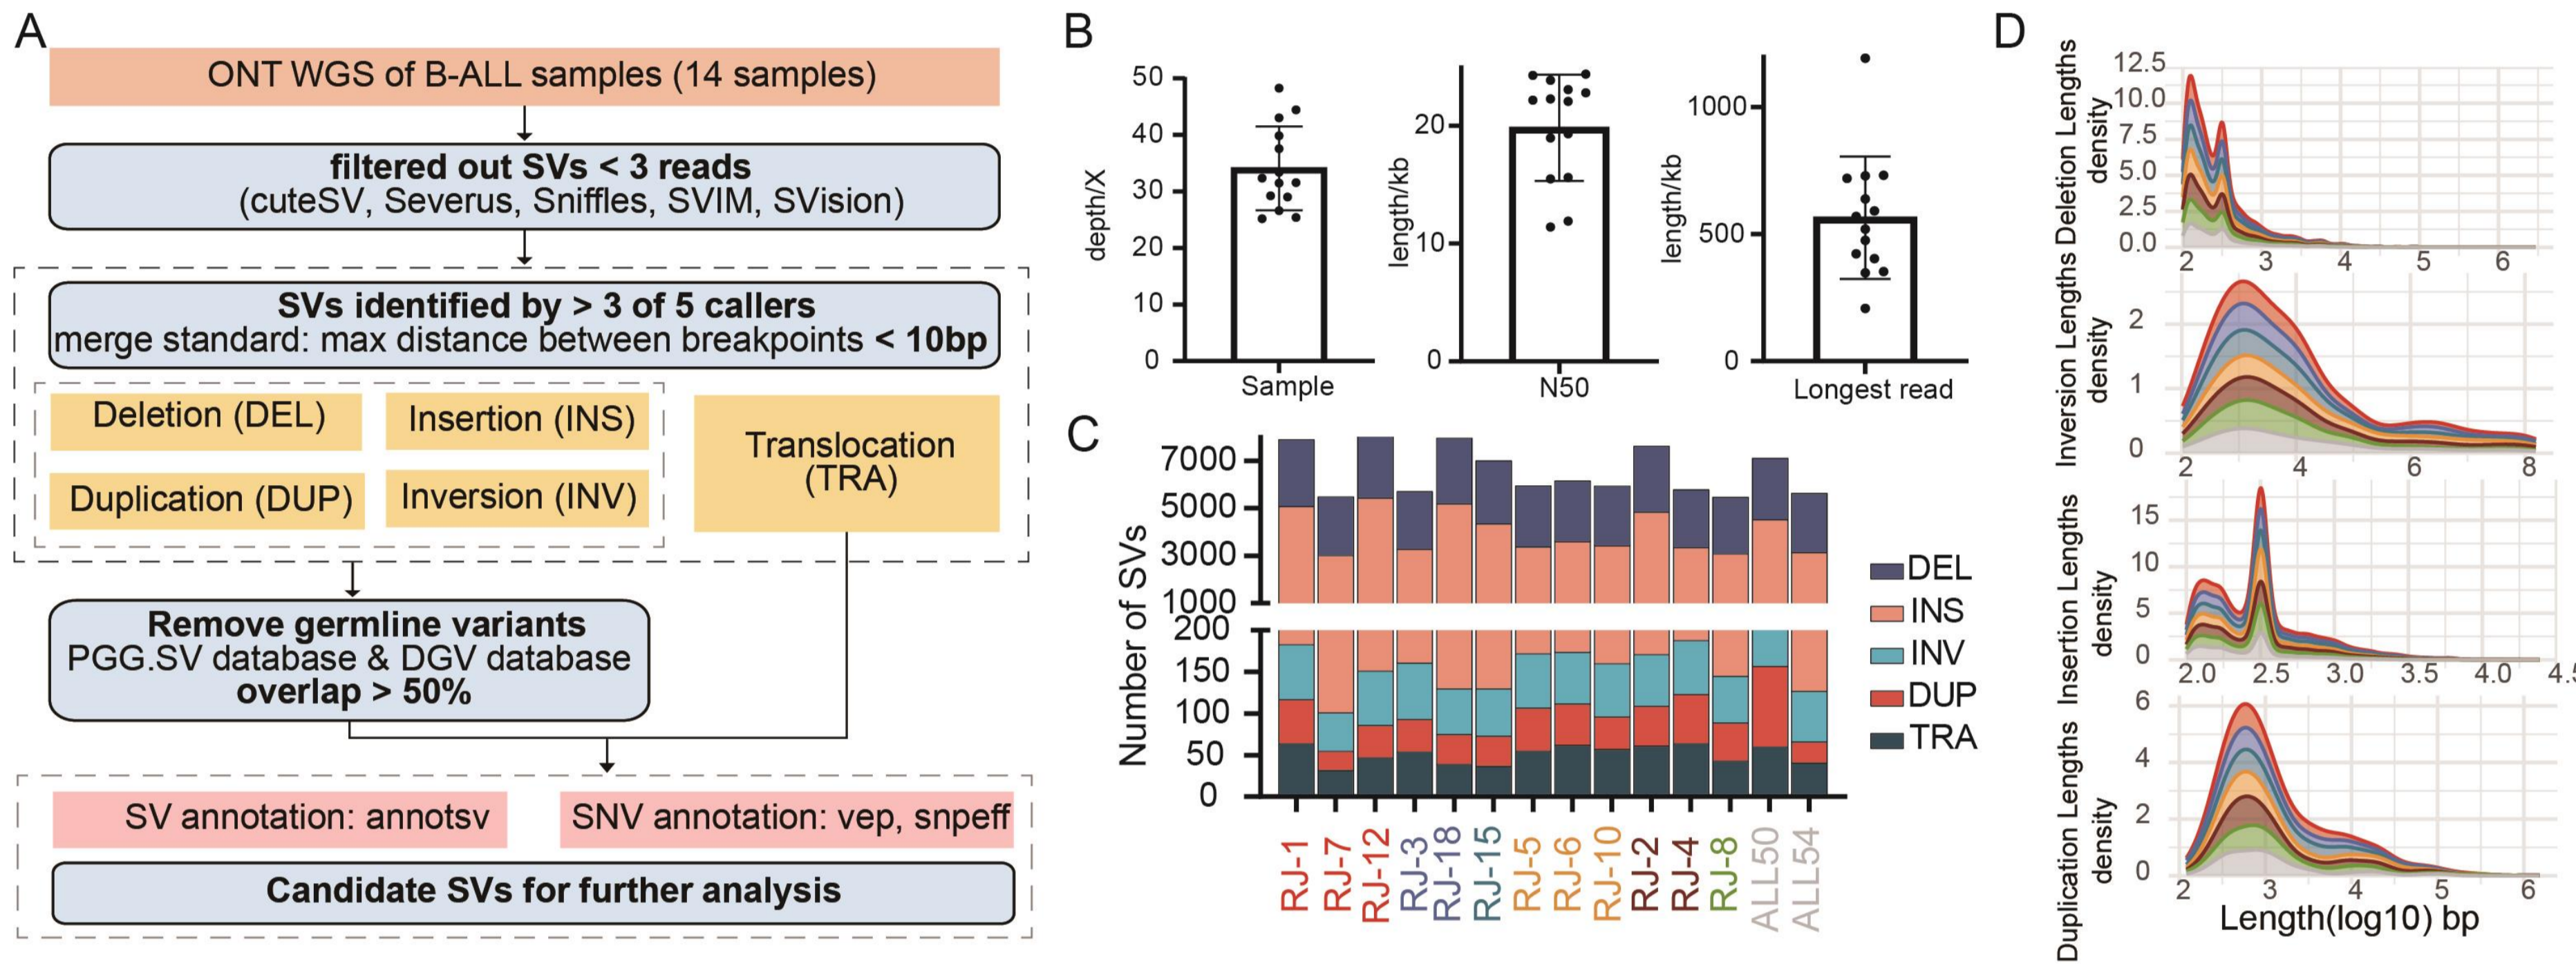 A
ONT WGS of B-ALL samples (14 samples)
filtered out SVs < 3 reads
(cuteSV, Severus, Sniffles, SVIM, SVision)
SVs identified by > 3 of 5 callers
merge standard: max distance between breakpoints < 10bp
Deletion (DEL)
Insertion (INS)
Duplication (DUP)
Inversion (INV)
Translocation
(TRA)
Remove germline variants
PGG.SV database & DGV database
overlap > 50%
SV annotation: annotsv
SNV annotation: vep, snpeff
Candidate SVs for further analysis
B
depth/X
50
40
30
20
10
0
Sample
length/kb
20
10
0
N50
length/kb
1000
500
0
Longest read
C
Number of SVs
7000
5000
3000
1000
200
150
100
50
0
RJ-1
RJ-7
RJ-12
RJ-3
RJ-18
RJ-15
RJ-5
RJ-6
RJ-10
RJ-2
RJ-4
RJ-8
ALL50
ALL54
DEL
INS
INV
DUP
TRA
D
Deletion Lengths
density
12.5
10.0
7.5
5.0
2.5
0.0
2 3 4 5 6
Inversion Lengths
density
2
1
0
2 4 6 8
Insertion Lengths
density
15
10
5
0
2.0 2.5 3.0 3.5 4.0 4.5
Duplication Lengths
density
6
4
2
0
2 3 4 5 6
Length(log10) bp